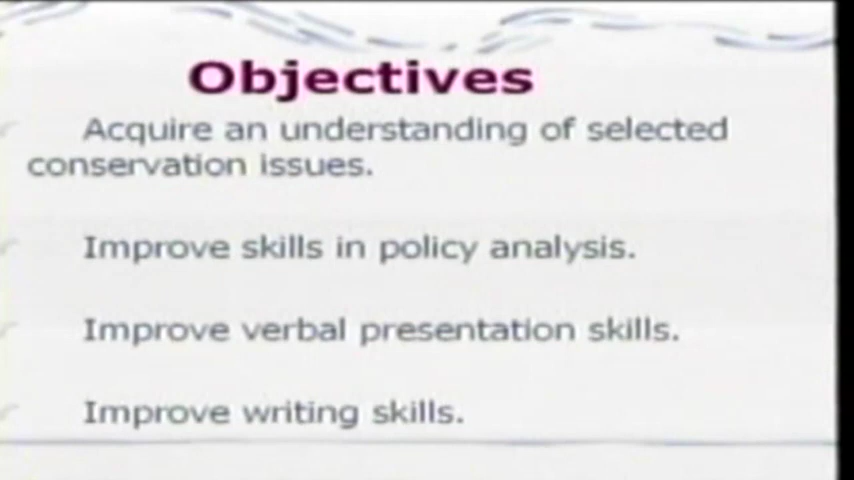 Objectives
Acquire an understanding of selected
conservation issues.
Improve skills in policy analysis.
Improve verbal presentation skills.
Improve writing skills.